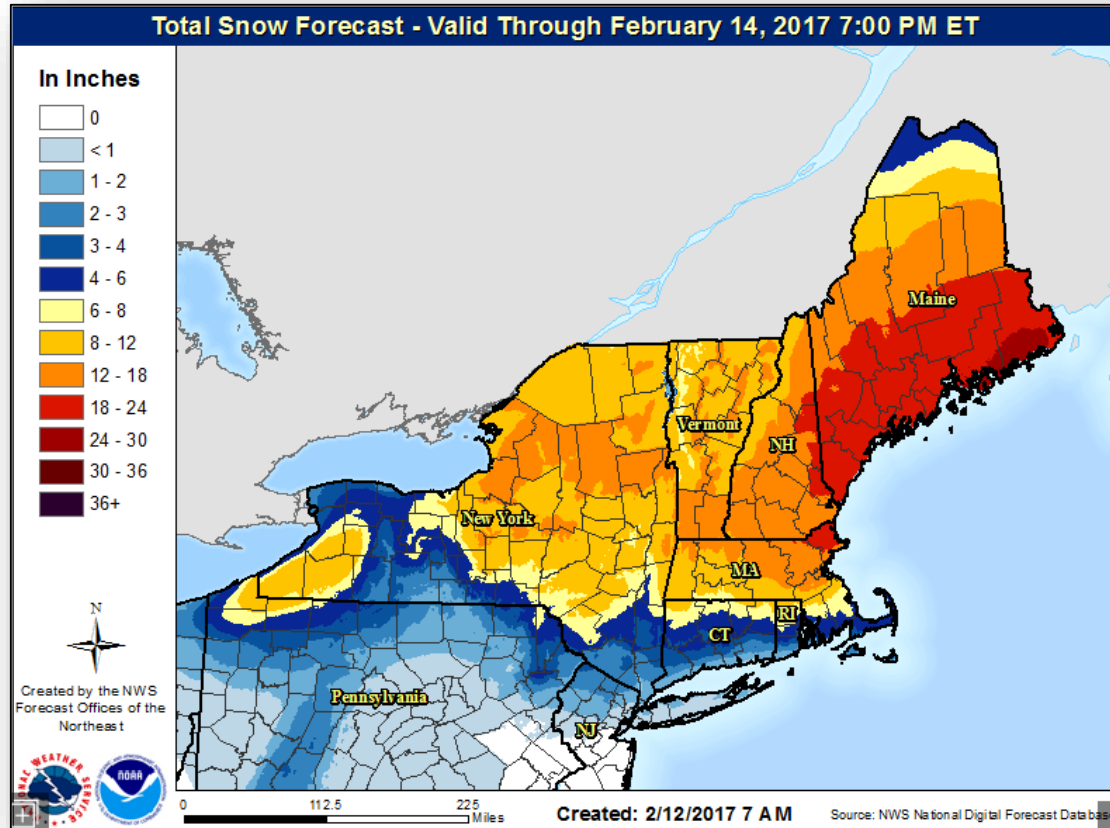 Total Snow Forecast - Valid Through February 14, 2017 7:00 PM ET
In Inches
0
< 1
1 - 2
2 - 3
3 - 4
4 - 6
6 - 8
8 - 12
12 - 18
18 - 24
24 - 30
30 - 36
36+
Maine
Vermont
NH
New York
MA
RI
CT
Pennsylvania
NJ
N
Created by the NWS
Forecast Offices of the
Northeast
NOAA
0 112.5 225
Miles
Created: 2/12/2017 7 AM
Source: NWS National Digital Forecast Databas